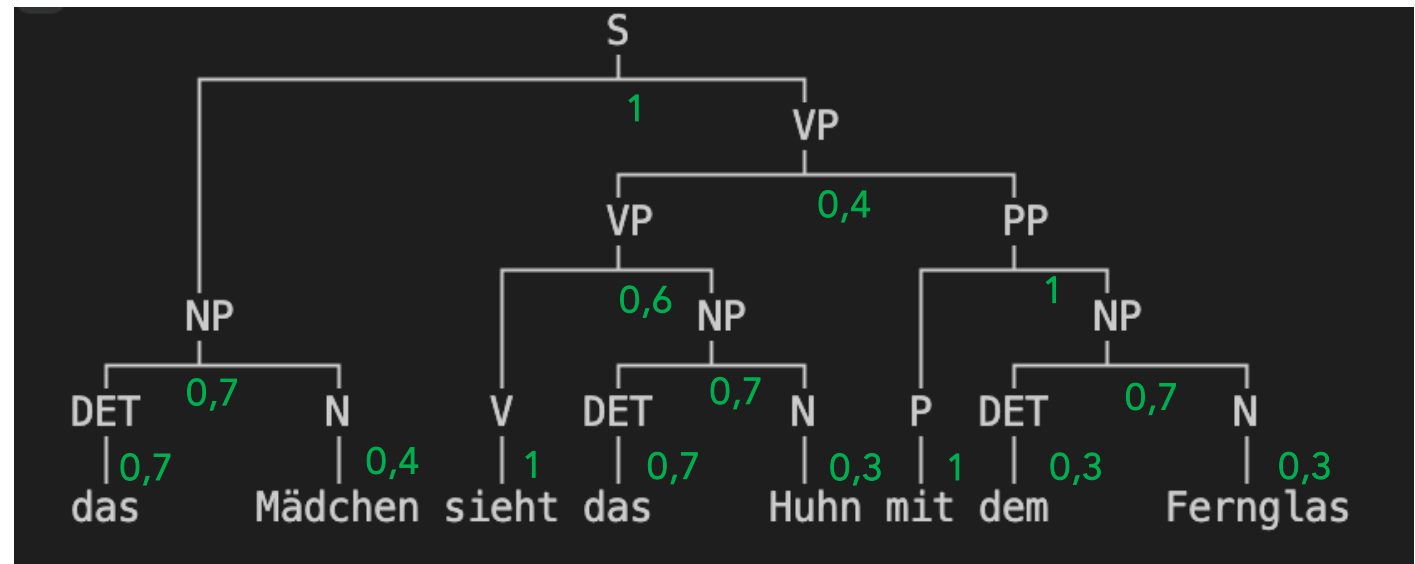 S
1
VP
0,4
VP PP
0,6 1
NP NP NP
0,7 0,7 0,7
DET N V DET N P DET N
0,7 0,4 1 0,7 0,3 1 0,3 0,3
das Mädchen sieht das Huhn mit dem Fernglas